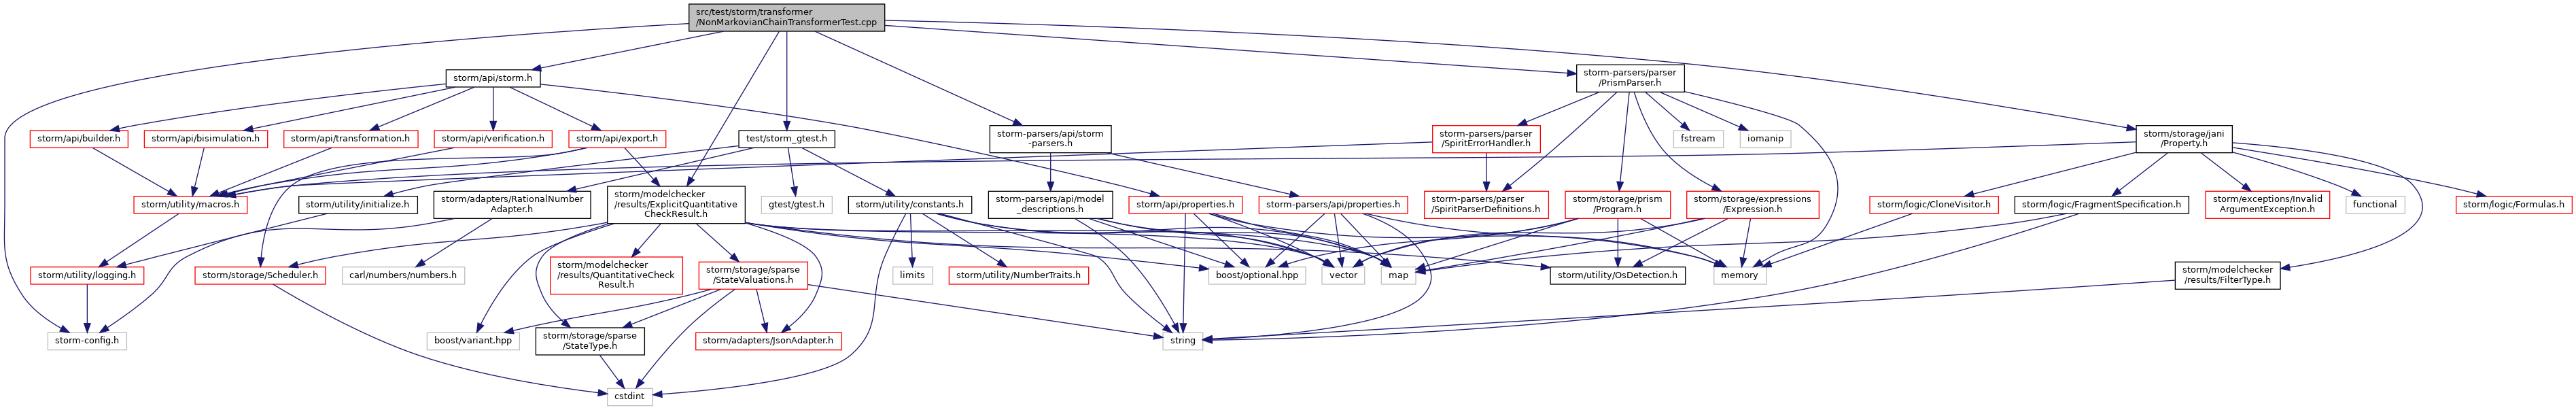 src/test/storm/transformer
/NonMarkovianChainTransformerTest.cpp
storm/api/storm.h
storm-parsers/parser
/PrismParser.h
storm/api/builder.h
storm/api/bisimulation.h
storm/api/transformation.h
storm/api/verification.h
storm/api/export.h
test/storm_gtest.h
storm-parsers/api/storm
-parsers.h
storm-parsers/parser
/SpiritErrorHandler.h
fstream
iomanip
storm/storage/jani
/Property.h
storm/utility/macros.h
storm/utility/initialize.h
storm/adapters/RationalNumber
Adapter.h
storm/modelchecker
/results/ExplicitQuantitative
CheckResult.h
gtest/gtest.h
storm/utility/constants.h
storm-parsers/api/model
_descriptions.h
storm/api/properties.h
storm-parsers/api/properties.h
storm-parsers/parser
/SpiritParserDefinitions.h
storm/storage/prism
/Program.h
storm/storage/expressions
/Expression.h
storm/logic/CloneVisitor.h
storm/logic/FragmentSpecification.h
storm/exceptions/Invalid
ArgumentException.h
functional
storm/logic/Formulas.h
storm/utility/logging.h
storm/storage/Scheduler.h
carl/numbers/numbers.h
storm/modelchecker
/results/QuantitativeCheck
Result.h
storm/storage/sparse
/StateValuations.h
limits
storm/utility/NumberTraits.h
boost/optional.hpp
vector
map
storm/utility/OsDetection.h
memory
storm/modelchecker
/results/FilterType.h
storm-config.h
boost/variant.hpp
storm/storage/sparse
/StateType.h
storm/adapters/JsonAdapter.h
string
cstdint